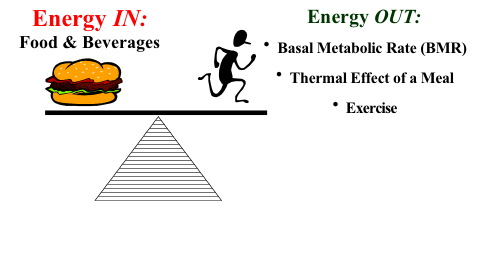 Energy IN:
Food & Beverages
Energy OUT:
• Basal Metabolic Rate (BMR)
• Thermal Effect of a Meal
• Exercise